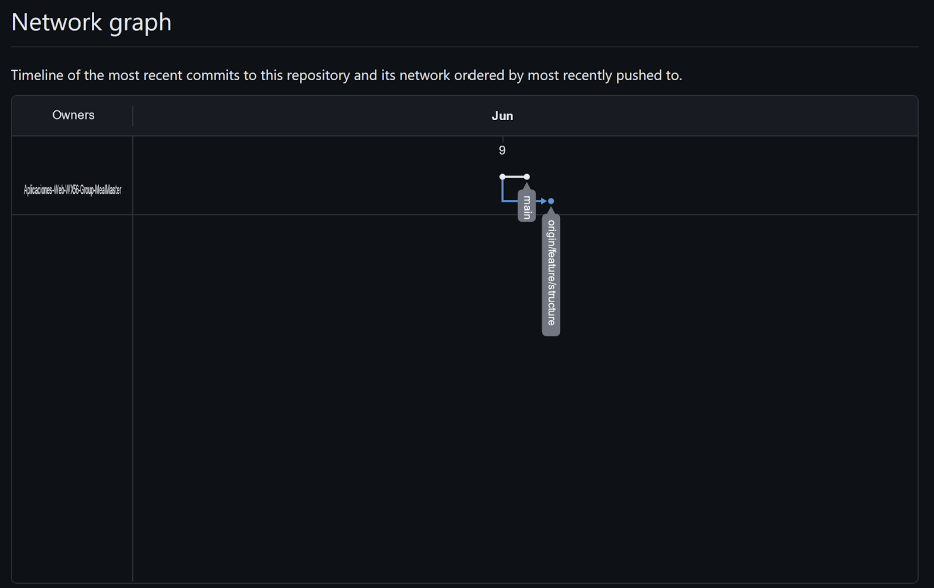 Network graph
Timeline of the most recent commits to this repository and its network ordered by most recently pushed to.
Owners
Jun
9
Aplicaciones-Web-WX56-Group-MealMaster
main
origin/feature/structure